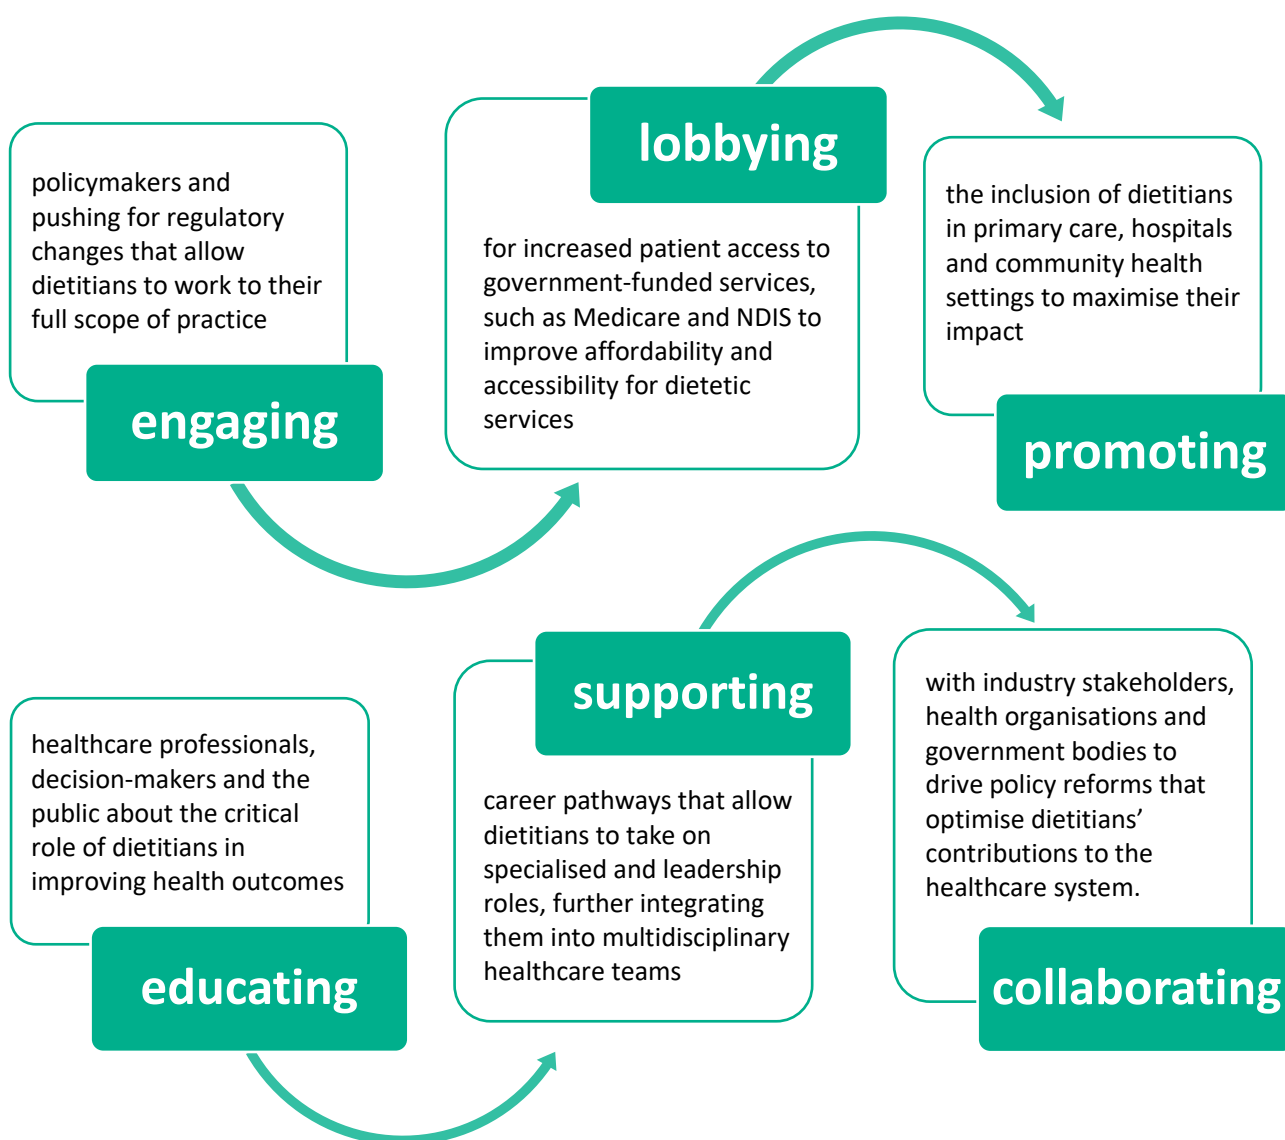 engaging
policymakers and
pushing for regulatory
changes that allow
dietitians to work to their
full scope of practice
lobbying
for increased patient access to
government-funded services,
such as Medicare and NDIS to
improve affordability and
accessibility for dietetic
services
promoting
the inclusion of dietitians
in primary care, hospitals
and community health
settings to maximise their
impact
educating
healthcare professionals,
decision-makers and the
public about the critical
role of dietitians in
improving health outcomes
supporting
career pathways that allow
dietitians to take on
specialised and leadership
roles, further integrating
them into multidisciplinary
healthcare teams
collaborating
with industry stakeholders,
health organisations and
government bodies to
drive policy reforms that
optimise dietitians’
contributions to the
healthcare system.